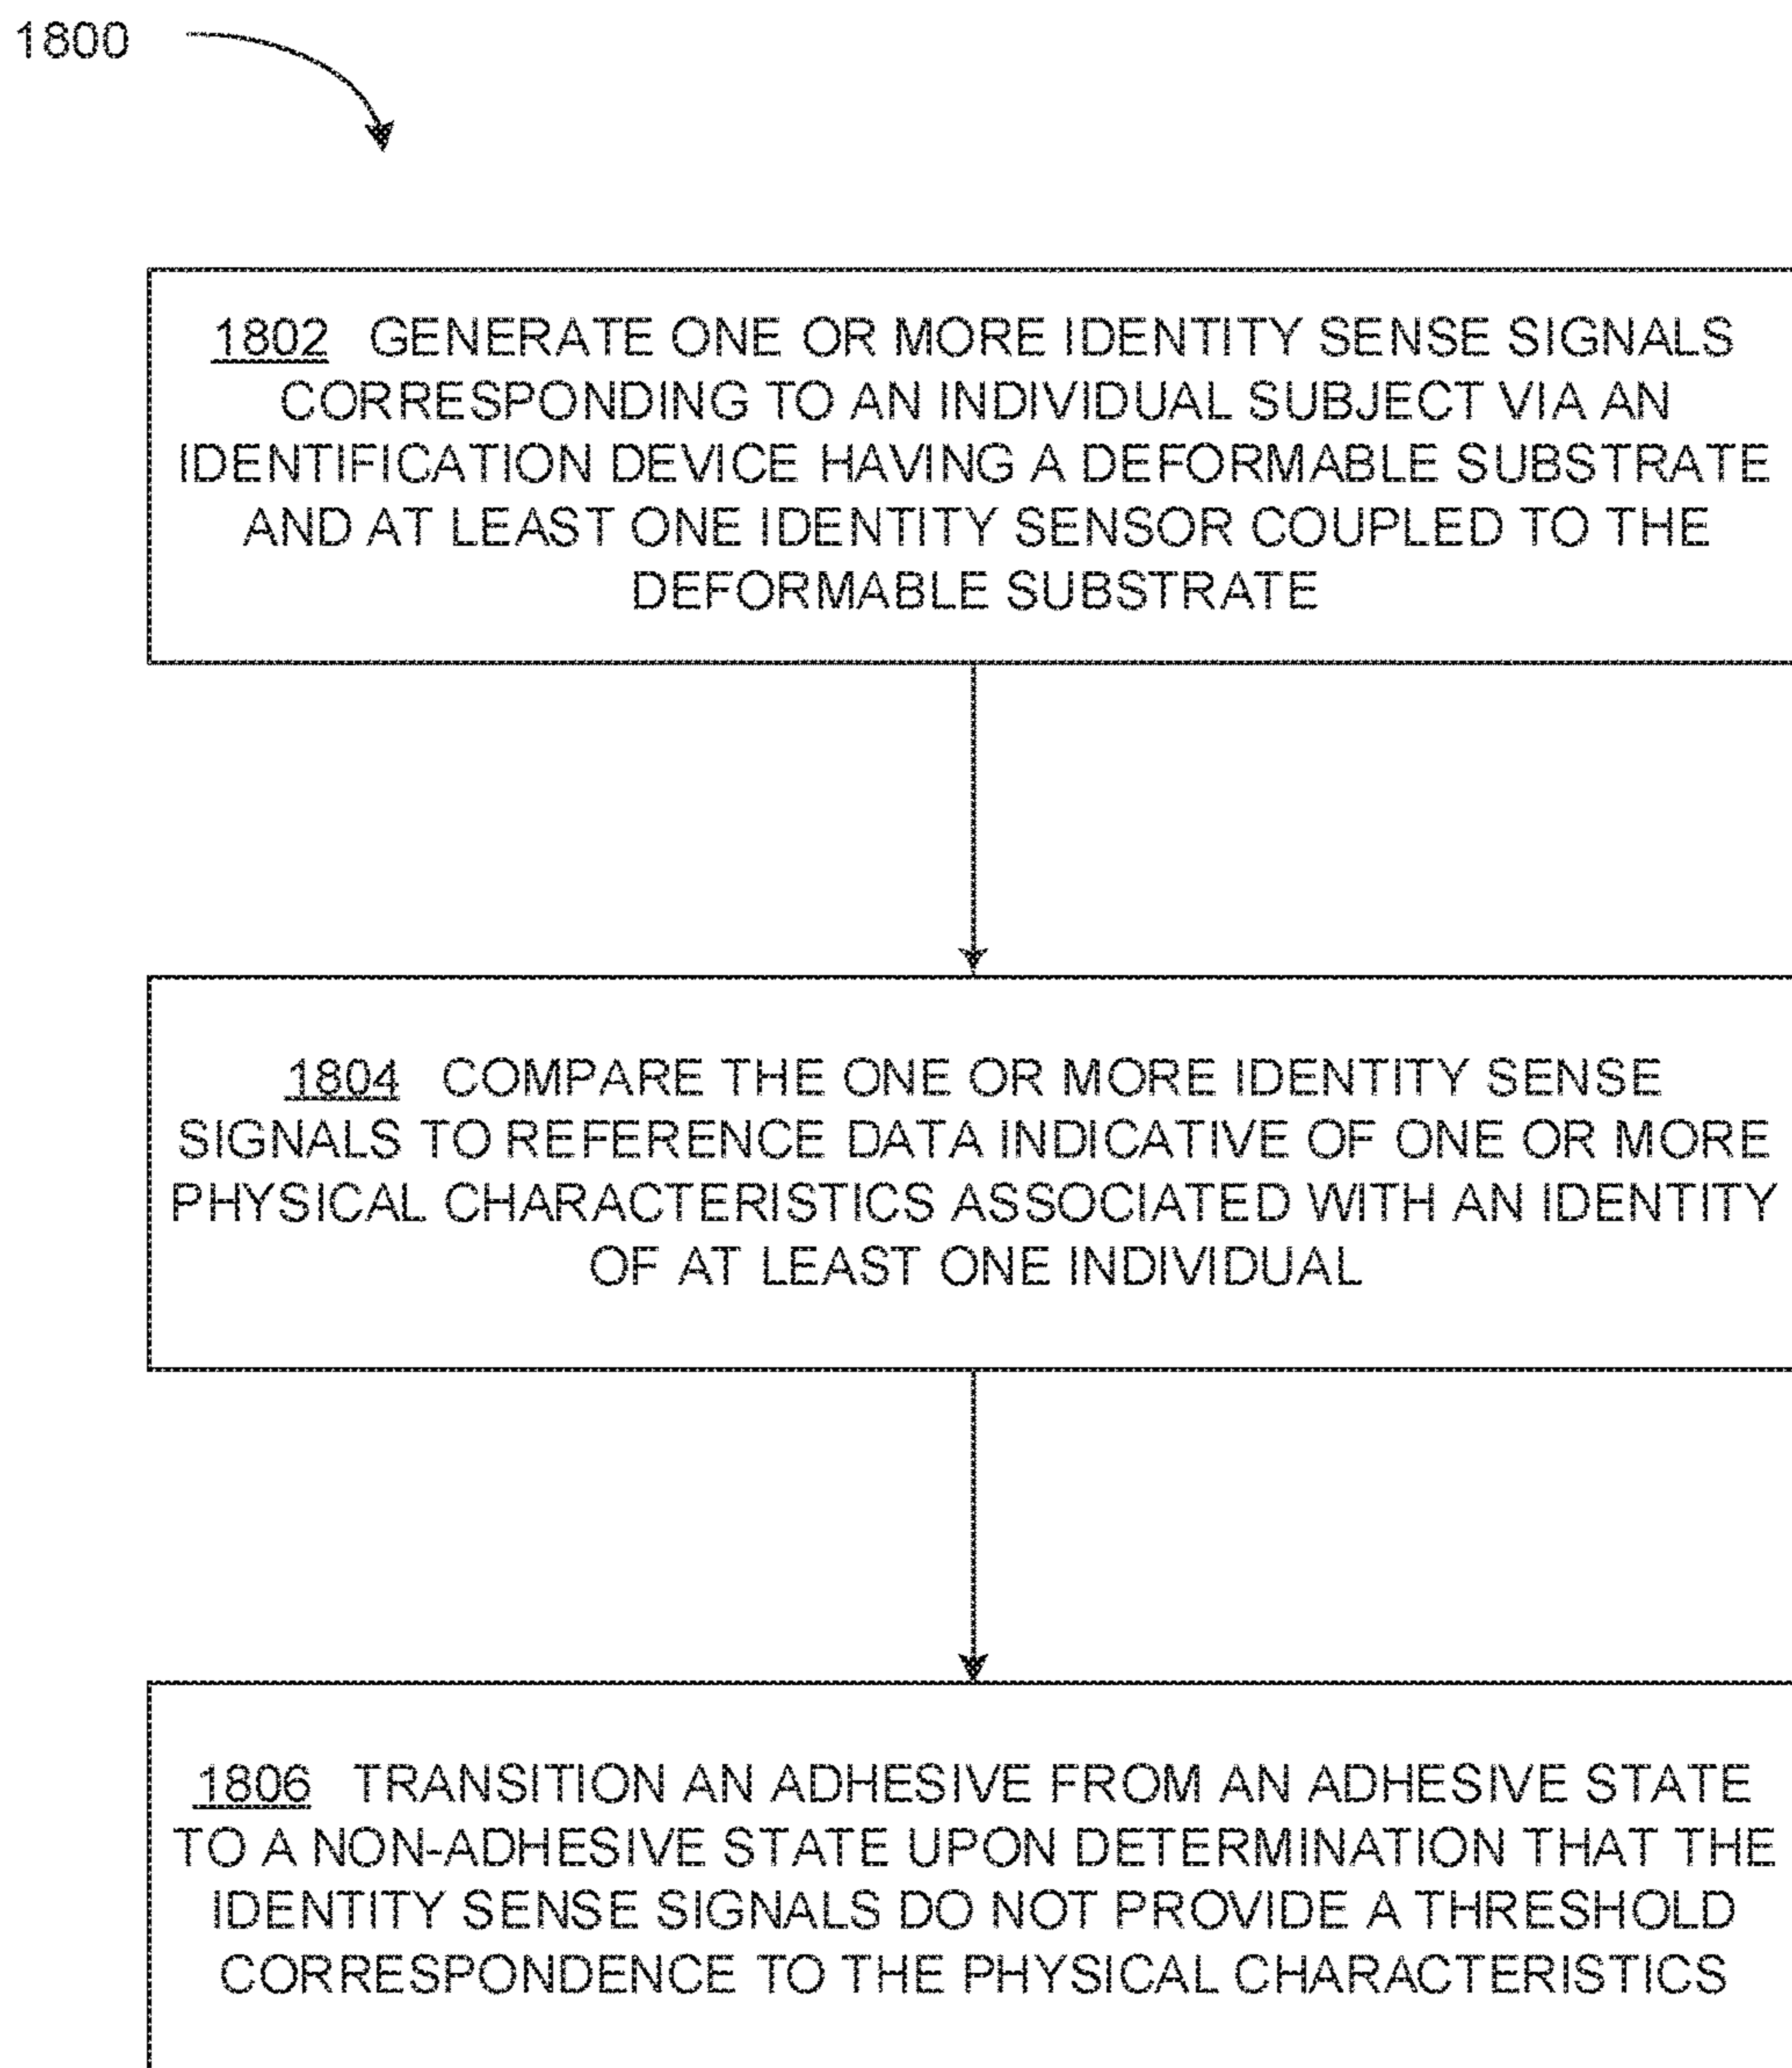 1800
1802 GENERATE ONE OR MORE IDENTITY SENSE SIGNALS
CORRESPONDING TO AN INDIVIDUAL SUBJECT VIA AN
IDENTIFICATION DEVICE HAVING A DEFORMABLE SUBSTRATE
AND AT LEAST ONE IDENTITY SENSOR COUPLED TO THE
DEFORMABLE SUBSTRATE
1804 COMPARE THE ONE OR MORE IDENTITY SENSE
SIGNALS TO REFERENCE DATA INDICATIVE OF ONE OR MORE
PHYSICAL CHARACTERISTICS ASSOCIATED WITH AN IDENTITY
OF AT LEAST ONE INDIVIDUAL
1806 TRANSITION AN ADHESIVE FROM AN ADHESIVE STATE
TO A NON-ADHESIVE STATE UPON DETERMINATION THAT THE
IDENTITY SENSE SIGNALS DO NOT PROVIDE A THRESHOLD
CORRESPONDENCE TO THE PHYSICAL CHARACTERISTICS